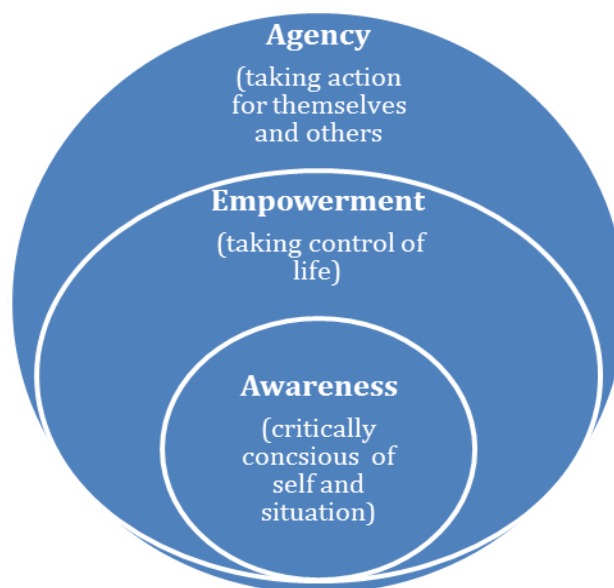 Agency
(taking action
for themselves
and others
Empowerment
(taking control of
life)
Awareness
(critically
concsious of
self and
situation)